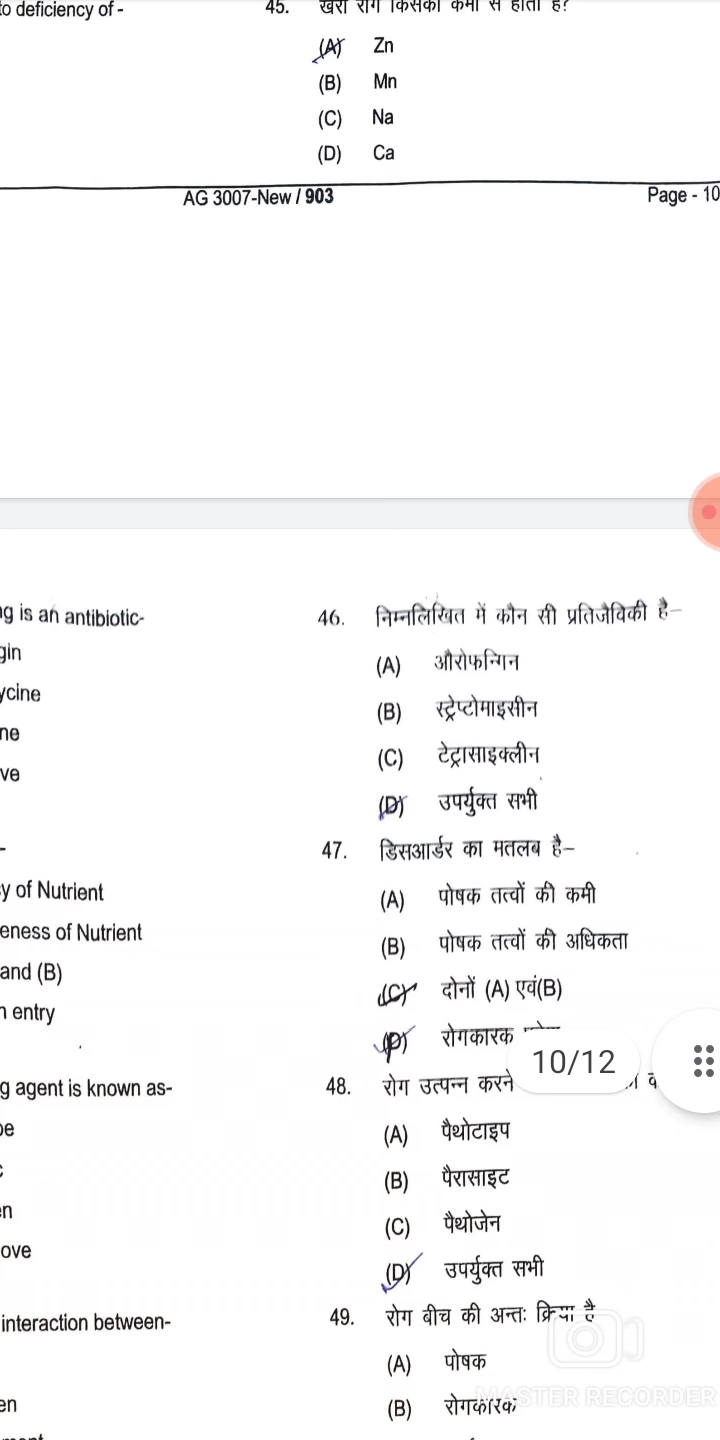 to deficiency of -
45. खैरा रोग किसकी कमी से होता है?
(A) Zn
(B) Mn
(C) Na
(D) Ca
AG 3007-New / 903
Page - 10
g is an antibiotic-
gin
ycine
ne
ve
46. निम्नलिखित में कौन सी प्रतिजैविकी है–
(A) औरोफन्गिन
(B) स्ट्रेप्टोमाइसीन
(C) टेट्रासाइक्लीन
(D) उपर्युक्त सभी
-
y of Nutrient
eness of Nutrient
and (B)
n entry
47. डिसआर्डर का मतलब है–
(A) पोषक तत्वों की कमी
(B) पोषक तत्वों की अधिकता
(C) दोनों (A) एवं(B)
(D) रोगकारक
10/12
g agent is known as-
pe
en
ove
48. रोग उत्पन्न करने
(A) पैथोटाइप
(B) पैरासाइट
(C) पैथोजेन
(D) उपर्युक्त सभी
interaction between-
en
49. रोग बीच की अन्तः क्रिया है
(A) पोषक
(B) रोगकारक
MASTER RECORDER